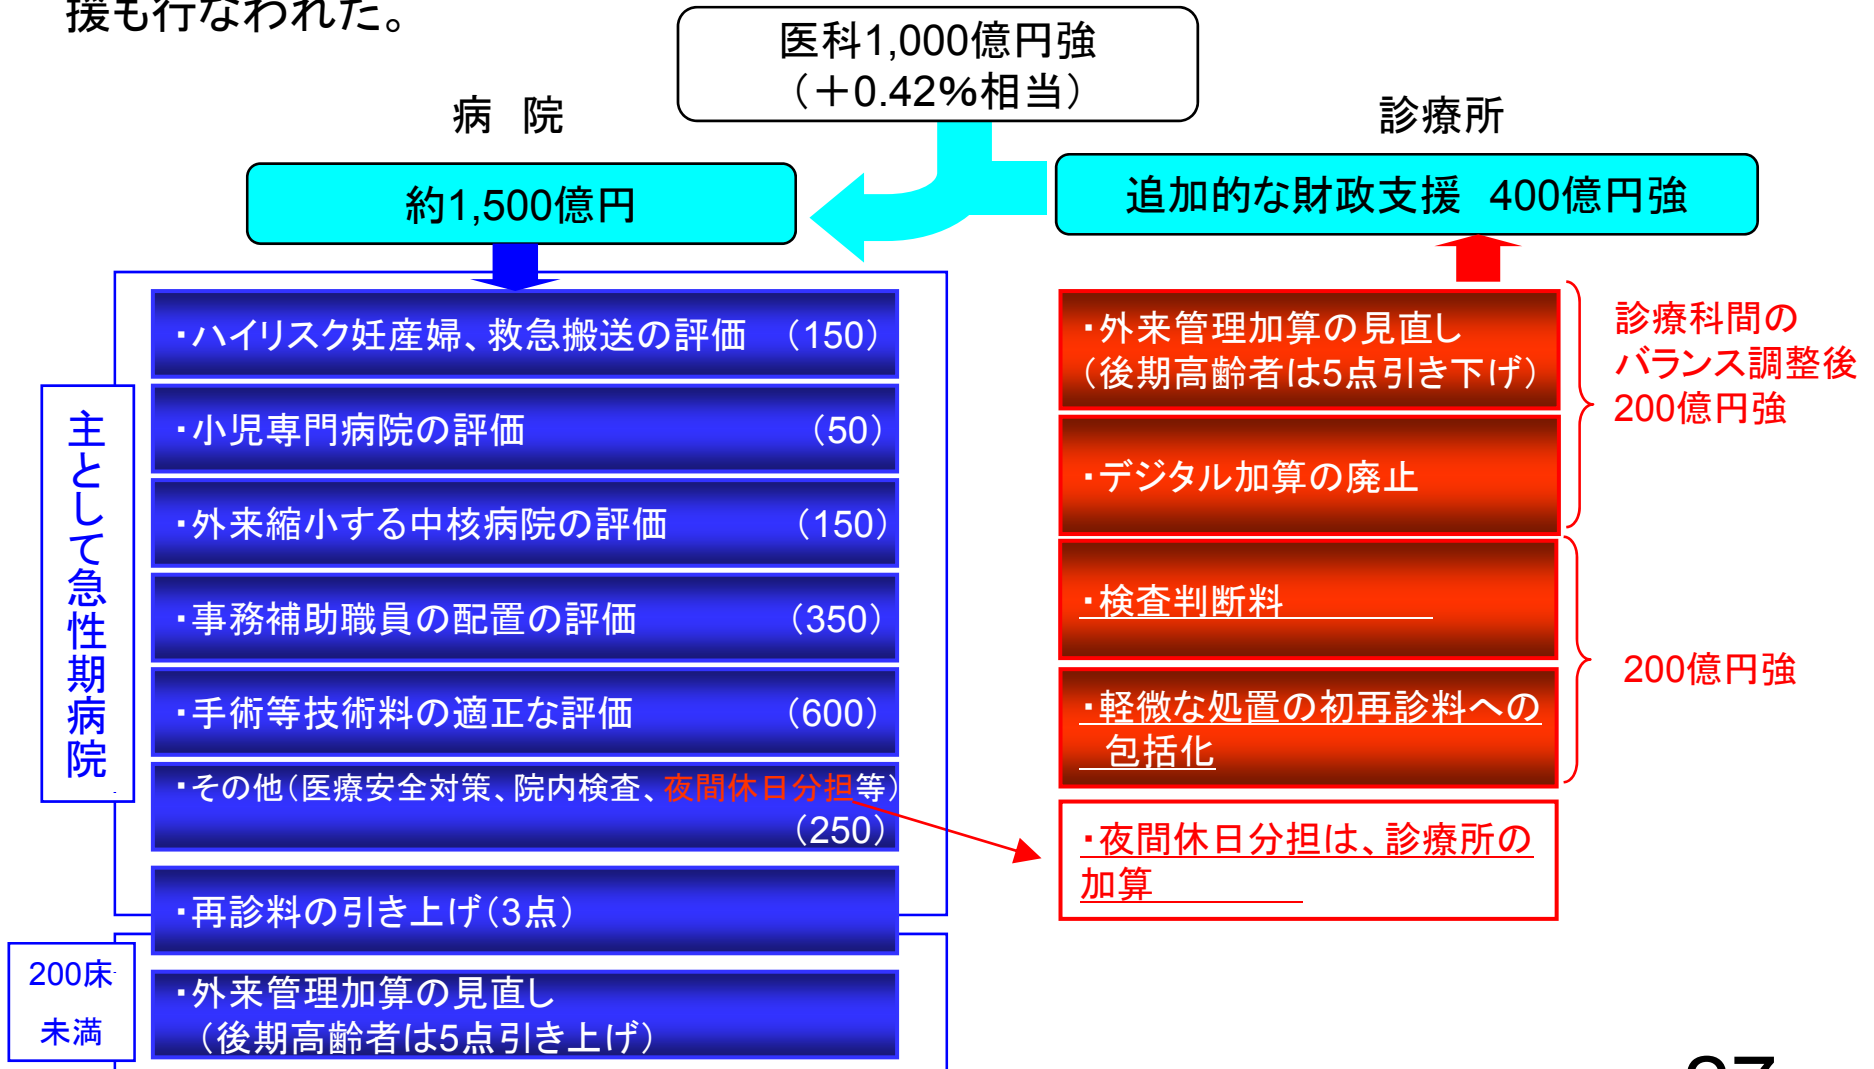 援も行なわれた。
医科1,000億円強
（＋0.42%相当）
病　院
診療所
約1,500億円
追加的な財政支援　400億円強
主として急性期病院
・ハイリスク妊産婦、救急搬送の評価　（150）
・小児専門病院の評価　（50）
・外来縮小する中核病院の評価　（150）
・事務補助職員の配置の評価　（350）
・手術等技術料の適正な評価　（600）
・その他（医療安全対策、院内検査、夜間休日分担等）
（250）
・再診料の引き上げ（3点）
200床
未満
・外来管理加算の見直し
（後期高齢者は5点引き上げ）
・外来管理加算の見直し
（後期高齢者は5点引き下げ）
・デジタル加算の廃止
診療科間の
バランス調整後
200億円強
・検査判断料
・軽微な処置の初再診料への
包括化
200億円強
・夜間休日分担は、診療所の
加算